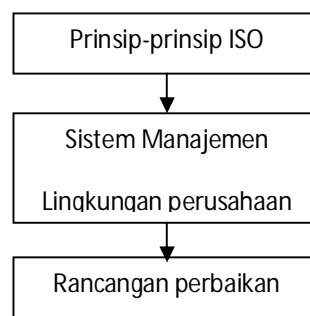 Prinsip-prinsip ISO
Sistem Manajemen
Lingkungan perusahaan
Rancangan perbaikan